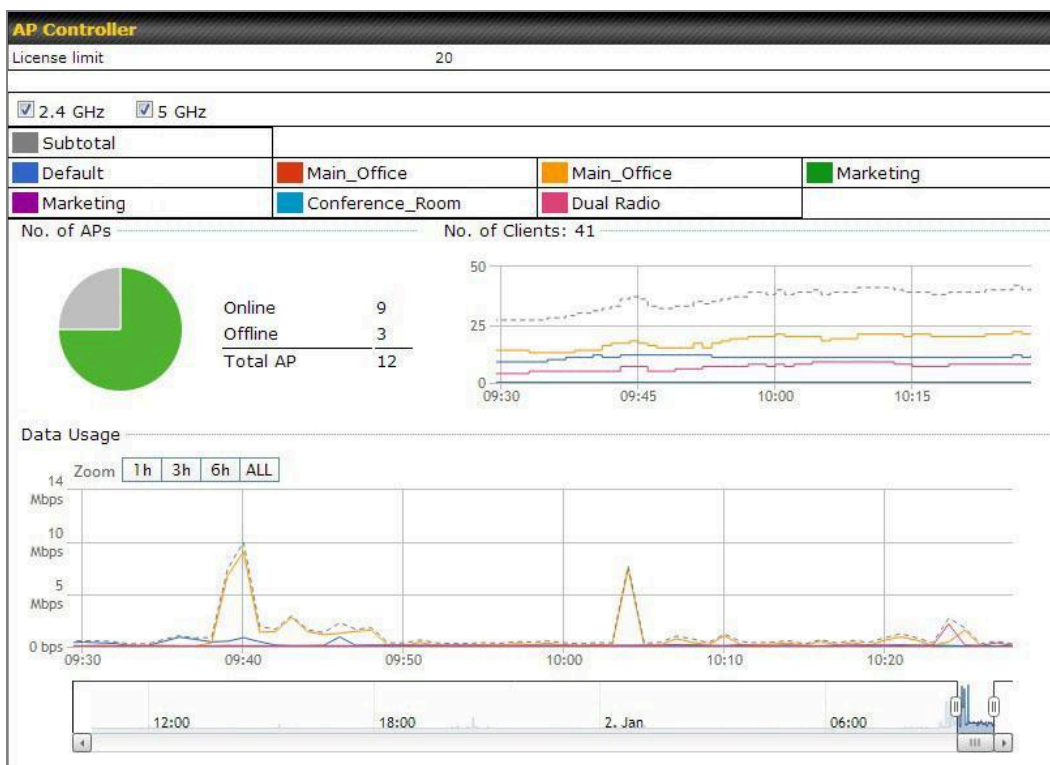 AP Controller
License limit 20
2.4 GHz 5 GHz
Subtotal
Default Main_Office Main_Office Marketing
Marketing Conference_Room Dual Radio
No. of APs No. of Clients: 41
Online 9
Offline 3
Total AP 12
50
25
0
09:30 09:45 10:00 10:15
Data Usage
Zoom 1h 3h 6h ALL
14
Mbps
10
Mbps
5
Mbps
0 bps
09:30 09:40 09:50 10:00 10:10 10:20
12:00 18:00 2. Jan 06:00